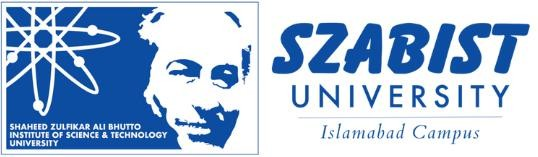 SHAHEED ZULFIKAR ALI BHUTTO
INSTITUTE OF SCIENCE & TECHNOLOGY
UNIVERSITY
SZABIST
UNIVERSITY
Islamabad Campus